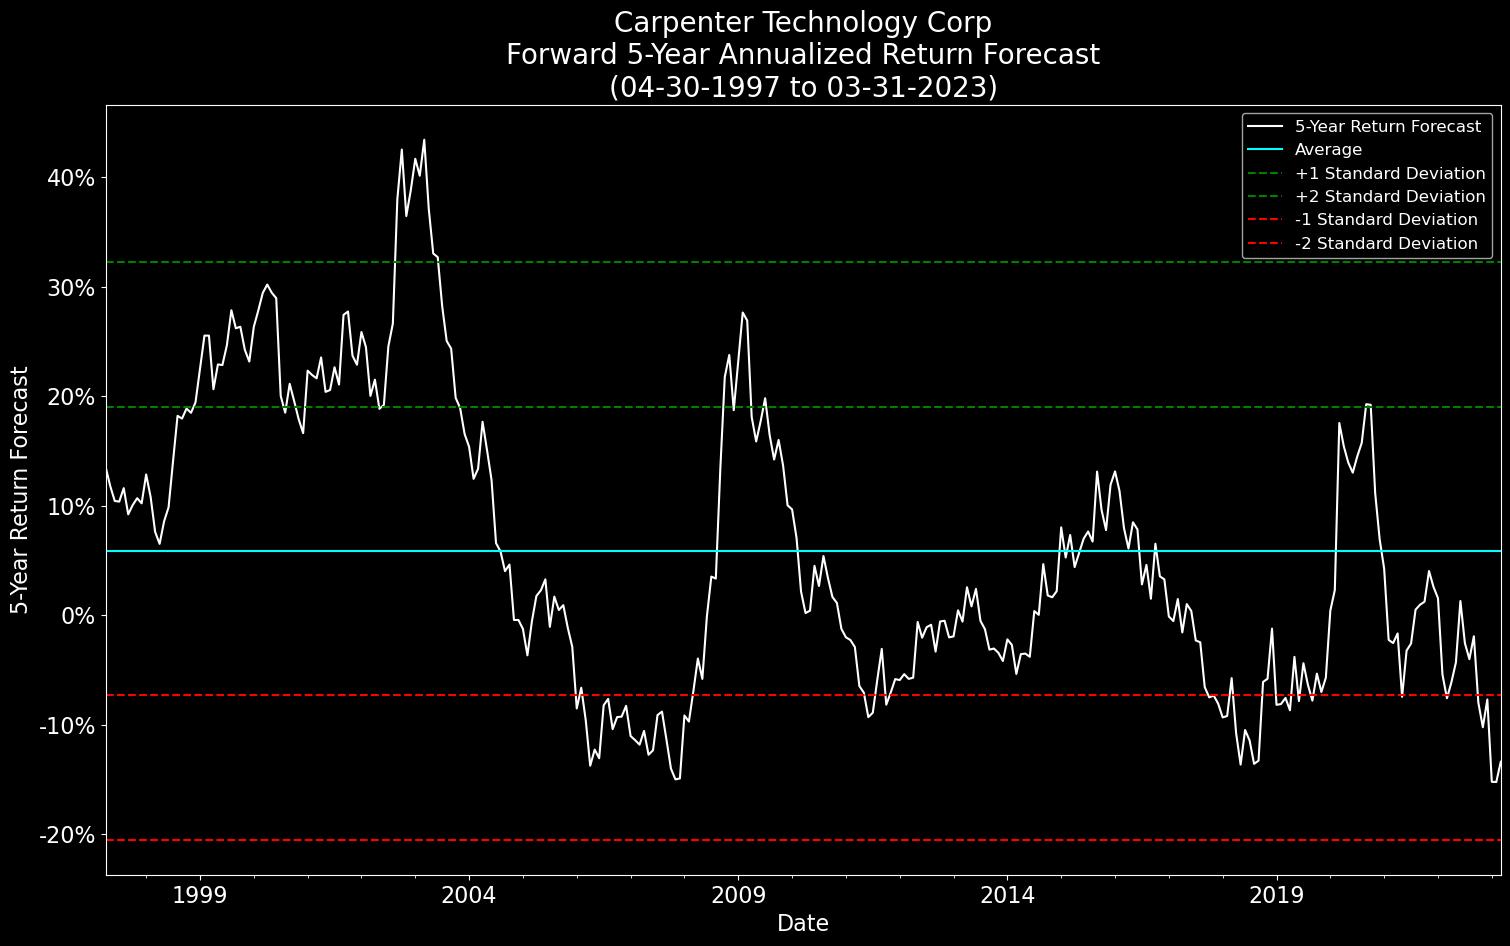 Carpenter Technology Corp
Forward 5-Year Annualized Return Forecast
(04-30-1997 to 03-31-2023)
5-Year Return Forecast
Average
+1 Standard Deviation
+2 Standard Deviation
-1 Standard Deviation
-2 Standard Deviation
5-Year Return Forecast
40%
30%
20%
10%
0%
-10%
-20%
1999 2004 2009 2014 2019
Date